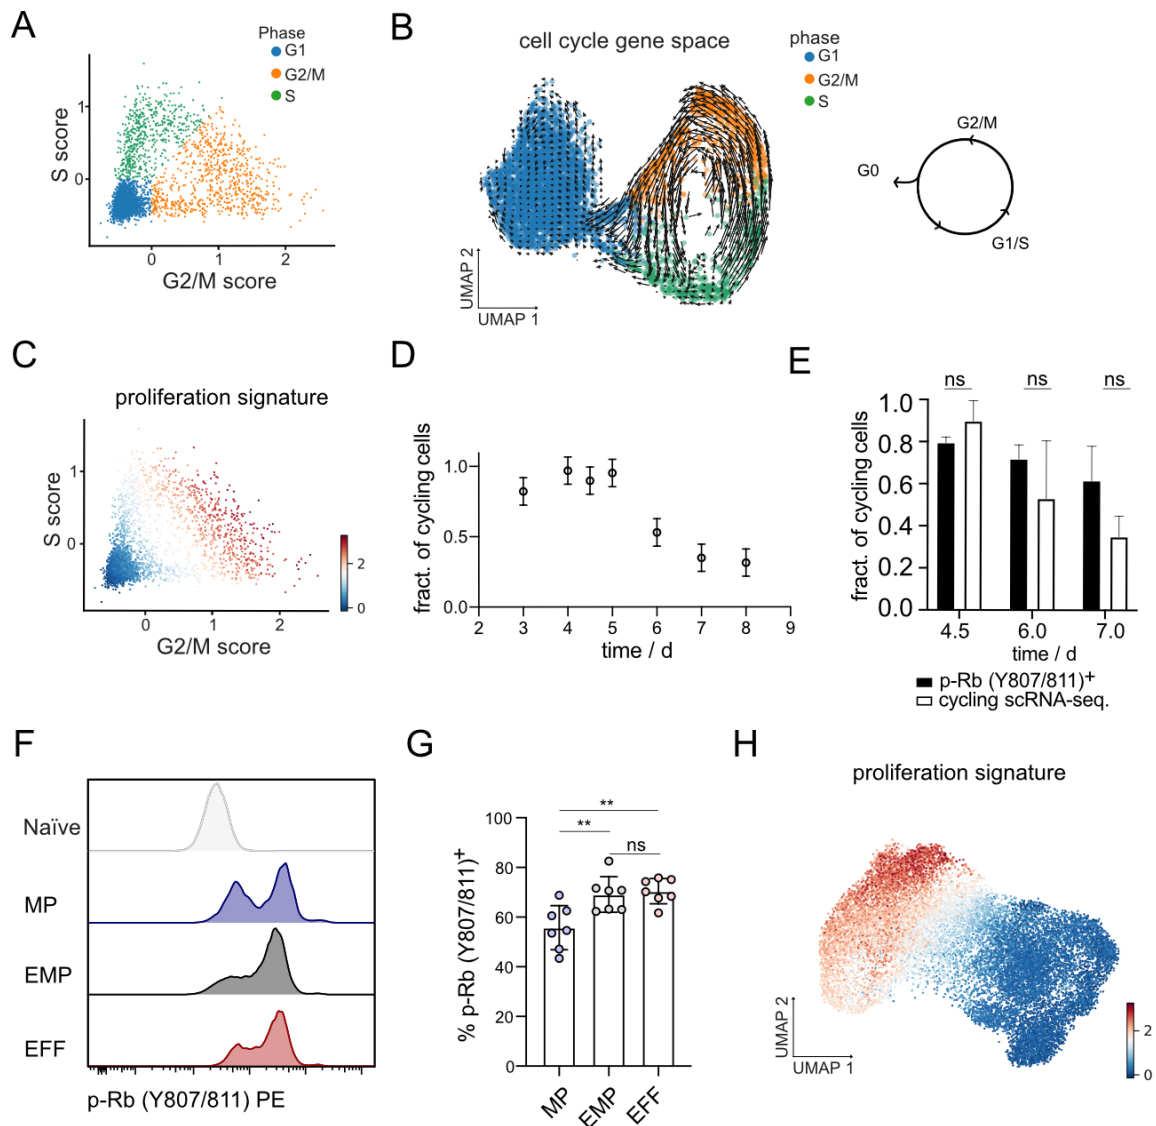 A
Phase
G1
G2/M
S
S score
1
0
0
1
2
G2/M score
B
cell cycle gene space
phase
G1
G2/M
S
UMAP 2
UMAP 1
G2/M
G0
G1/S
C
proliferation signature
S score
1
0
0
1
2
G2/M score
2
0
D
fract. of cycling cells
1.0
0.5
0.0
2 3 4 5 6 7 8 9
time / d
E
ns ns ns
fract. of cycling cells
1.0
0.8
0.6
0.4
0.2
0.0
4.5 6.0 7.0
time / d
p-Rb (Y807/811)+
cycling scRNA-seq.
F
Naïve
MP
EMP
EFF
p-Rb (Y807/811) PE
G
**
**
ns
% p-Rb (Y807/811)+
100
80
60
40
20
0
MP
EMP
EFF
H
proliferation signature
UMAP 2
UMAP 1
2
0